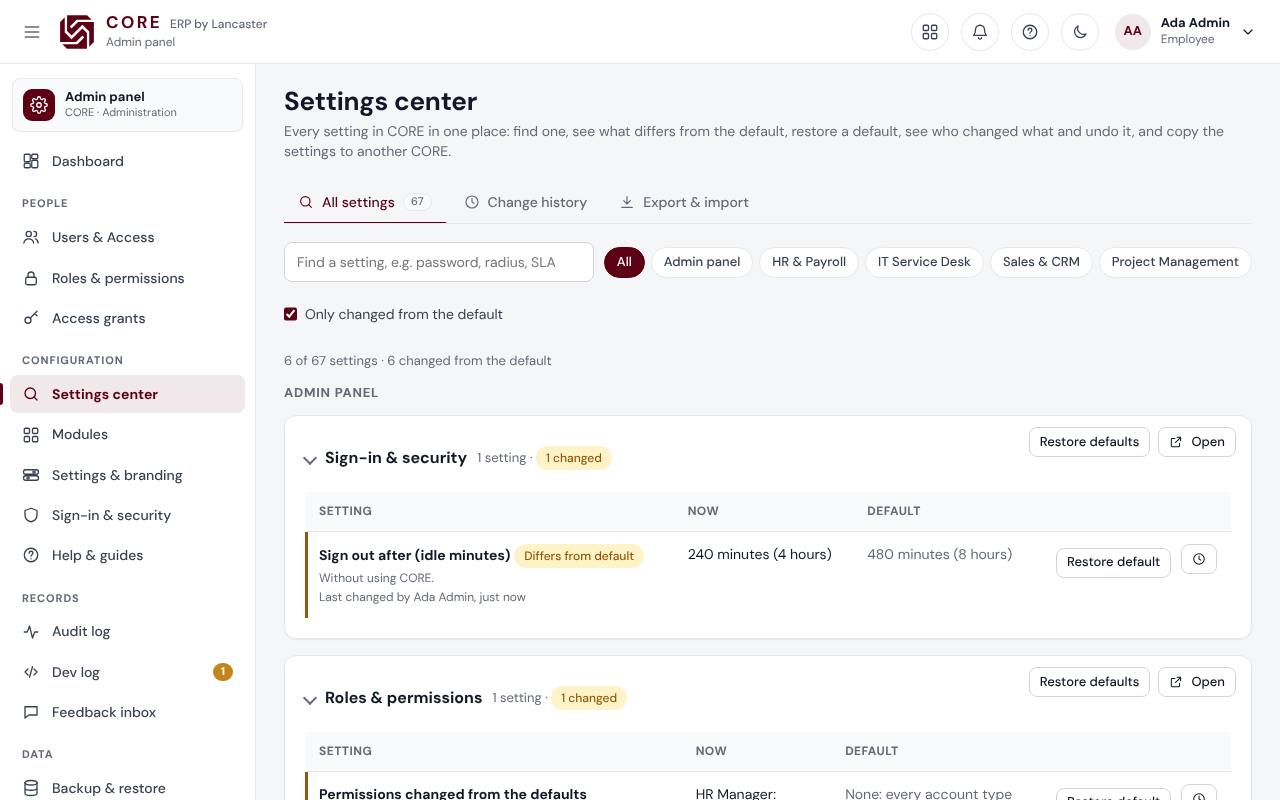 CORE ERP by Lancaster
Admin panel
AA
Ada Admin
Employee
Admin panel
CORE · Administration
Dashboard
PEOPLE
Users & Access
Roles & permissions
Access grants
CONFIGURATION
Settings center
Modules
Settings & branding
Sign-in & security
Help & guides
RECORDS
Audit log
Dev log 1
Feedback inbox
DATA
Backup & restore
Settings center
Every setting in CORE in one place: find one, see what differs from the default, restore a default, see who changed what and undo it, and copy the
settings to another CORE.
All settings 67 Change history Export & import
Find a setting, e.g. password, radius, SLA All Admin panel HR & Payroll IT Service Desk Sales & CRM Project Management
Only changed from the default
6 of 67 settings · 6 changed from the default
ADMIN PANEL
Restore defaults Open
Sign-in & security 1 setting · 1 changed
SETTING NOW DEFAULT
Sign out after (idle minutes) Differs from default 240 minutes (4 hours) 480 minutes (8 hours) Restore default
Without using CORE.
Last changed by Ada Admin, just now
Restore defaults Open
Roles & permissions 1 setting · 1 changed
SETTING NOW DEFAULT
Permissions changed from the defaults HR Manager: None: every account type Restore default